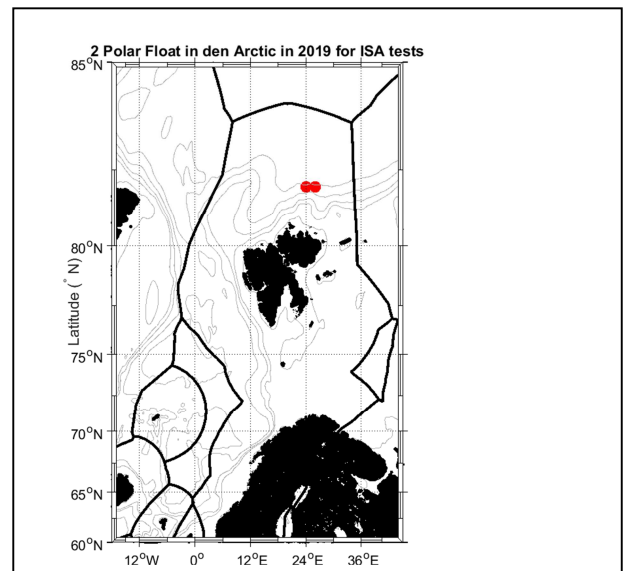 2 Polar Float in den Arctic in 2019 for ISA tests
85°N
80°N
75°N
70°N
65°N
60°N
Latitude (°N)
12°W
0°
12°E
24°E
36°E